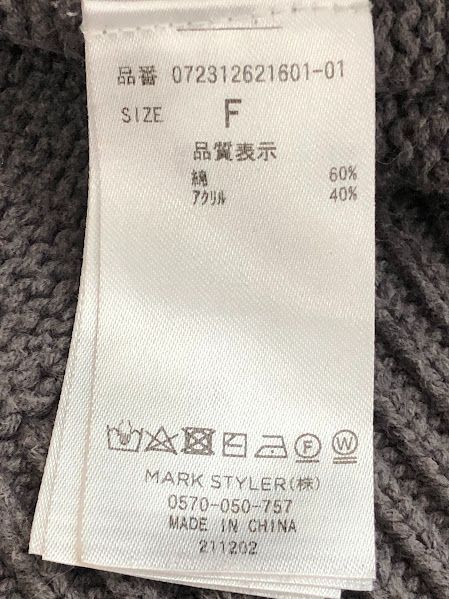 品番 072312621601-01
SIZE F
品質表示
綿 60%
アクリル 40%
F W
MARK STYLER(株)
0570-050-757
MADE IN CHINA
211202